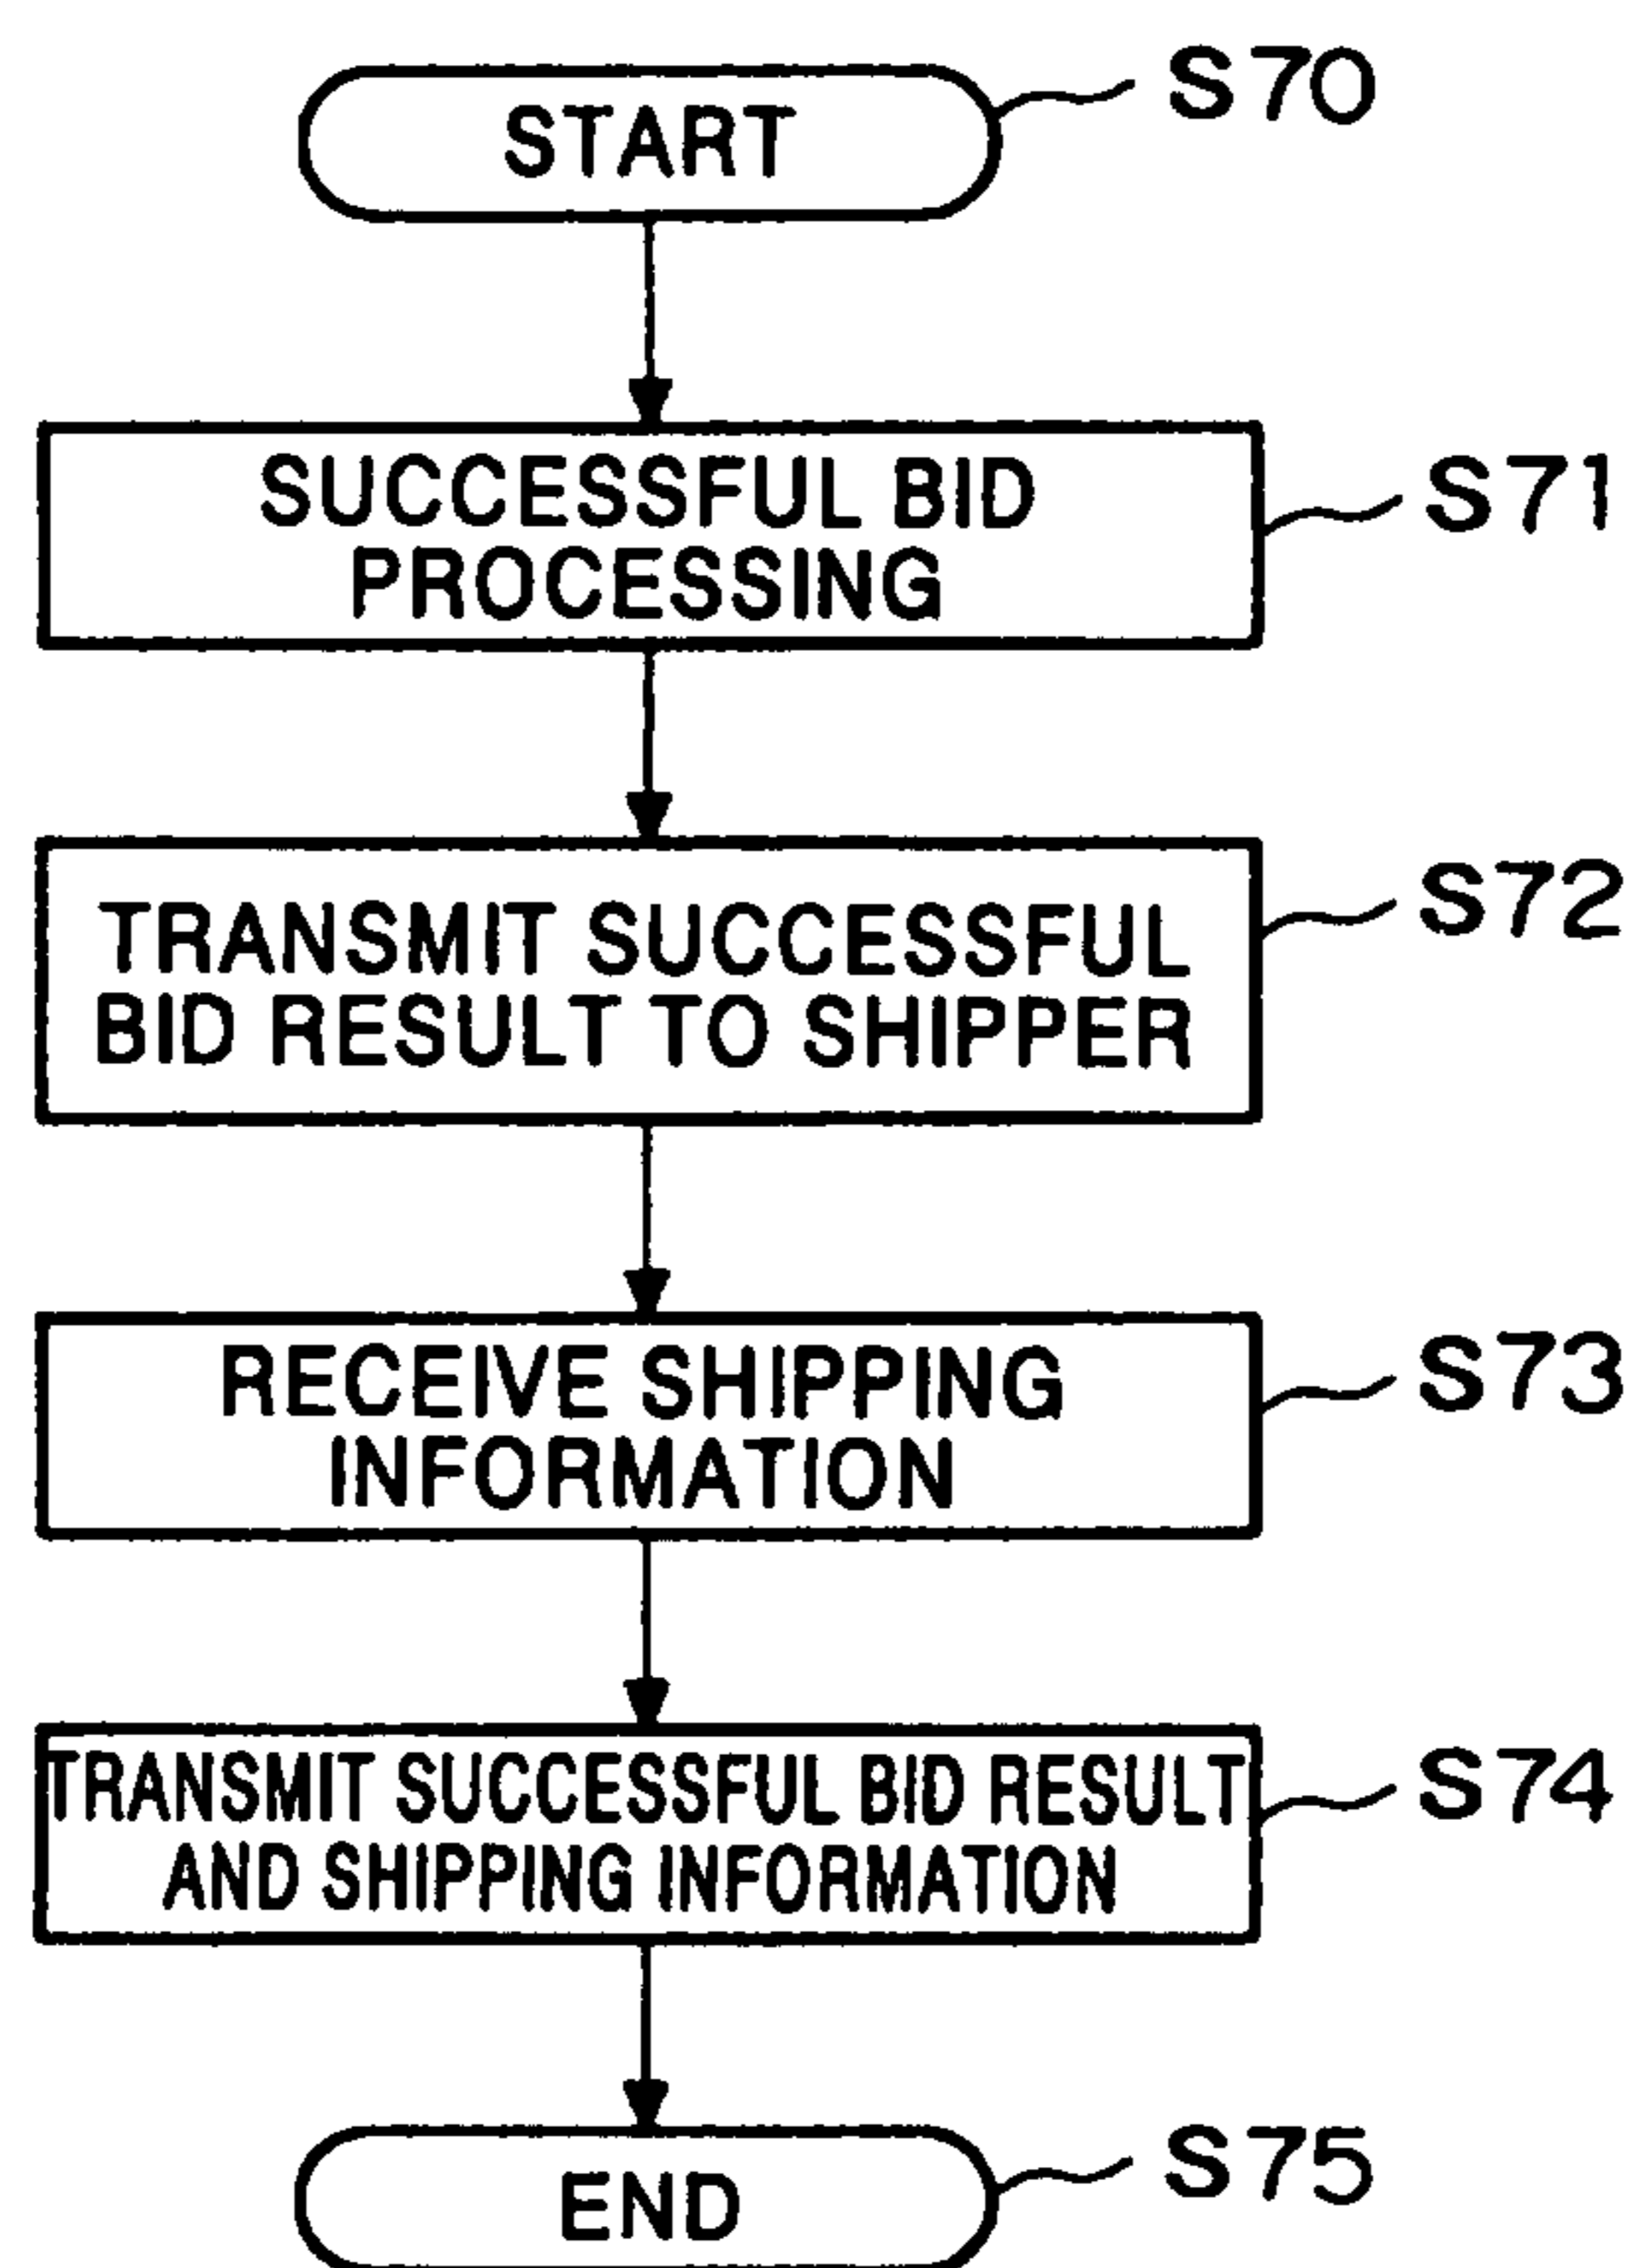 START
S70
SUCCESSFUL BID
PROCESSING
S71
TRANSMIT SUCCESSFUL
BID RESULT TO SHIPPER
S72
RECEIVE SHIPPING
INFORMATION
S73
TRANSMIT SUCCESSFUL BID RESULT
AND SHIPPING INFORMATION
S74
END
S75